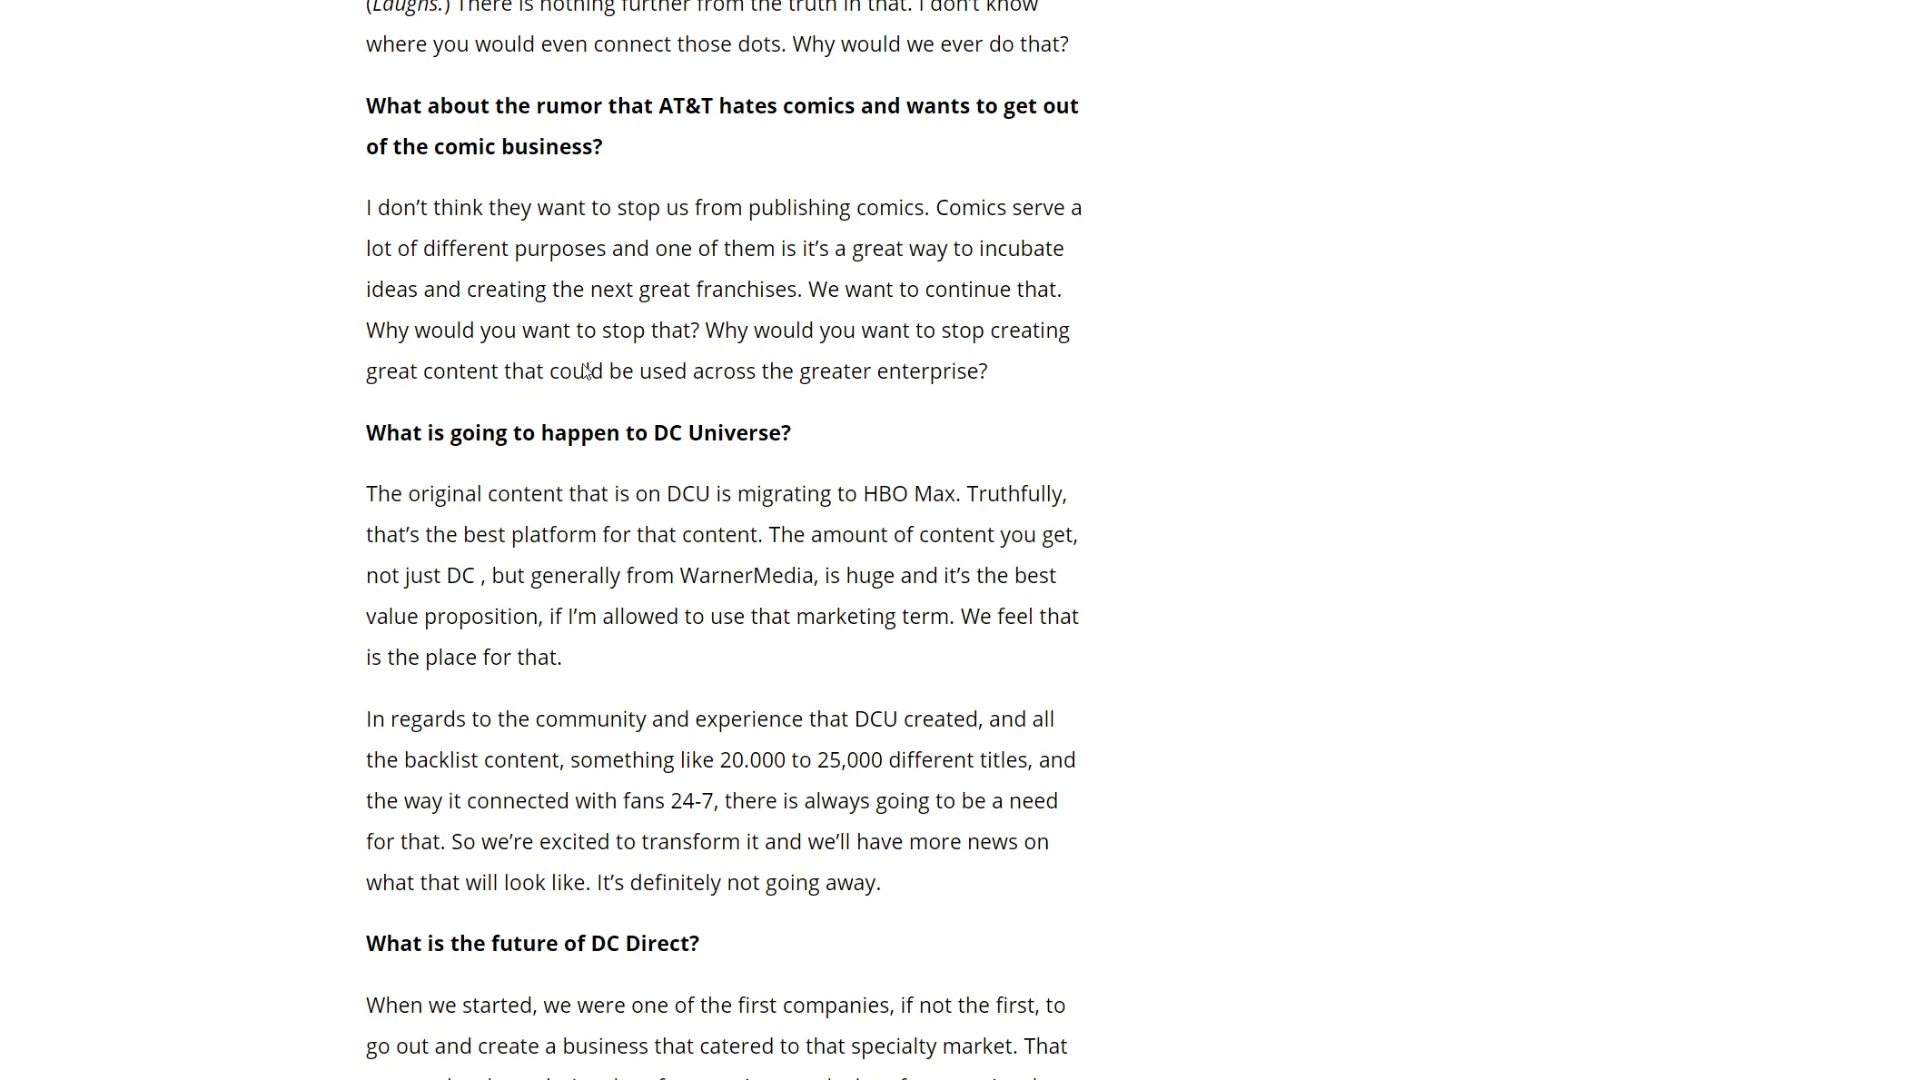 (Laughs.) There is nothing further from the truth in that. I don't know
where you would even connect those dots. Why would we ever do that?
What about the rumor that AT&T hates comics and wants to get out
of the comic business?
I don’t think they want to stop us from publishing comics. Comics serve a
lot of different purposes and one of them is it’s a great way to incubate
ideas and creating the next great franchises. We want to continue that.
Why would you want to stop that? Why would you want to stop creating
great content that could be used across the greater enterprise?
What is going to happen to DC Universe?
The original content that is on DCU is migrating to HBO Max. Truthfully,
that’s the best platform for that content. The amount of content you get,
not just DC , but generally from WarnerMedia, is huge and it’s the best
value proposition, if I’m allowed to use that marketing term. We feel that
is the place for that.
In regards to the community and experience that DCU created, and all
the backlist content, something like 20.000 to 25,000 different titles, and
the way it connected with fans 24-7, there is always going to be a need
for that. So we’re excited to transform it and we’ll have more news on
what that will look like. It’s definitely not going away.
What is the future of DC Direct?
When we started, we were one of the first companies, if not the first, to
go out and create a business that catered to that specialty market. That